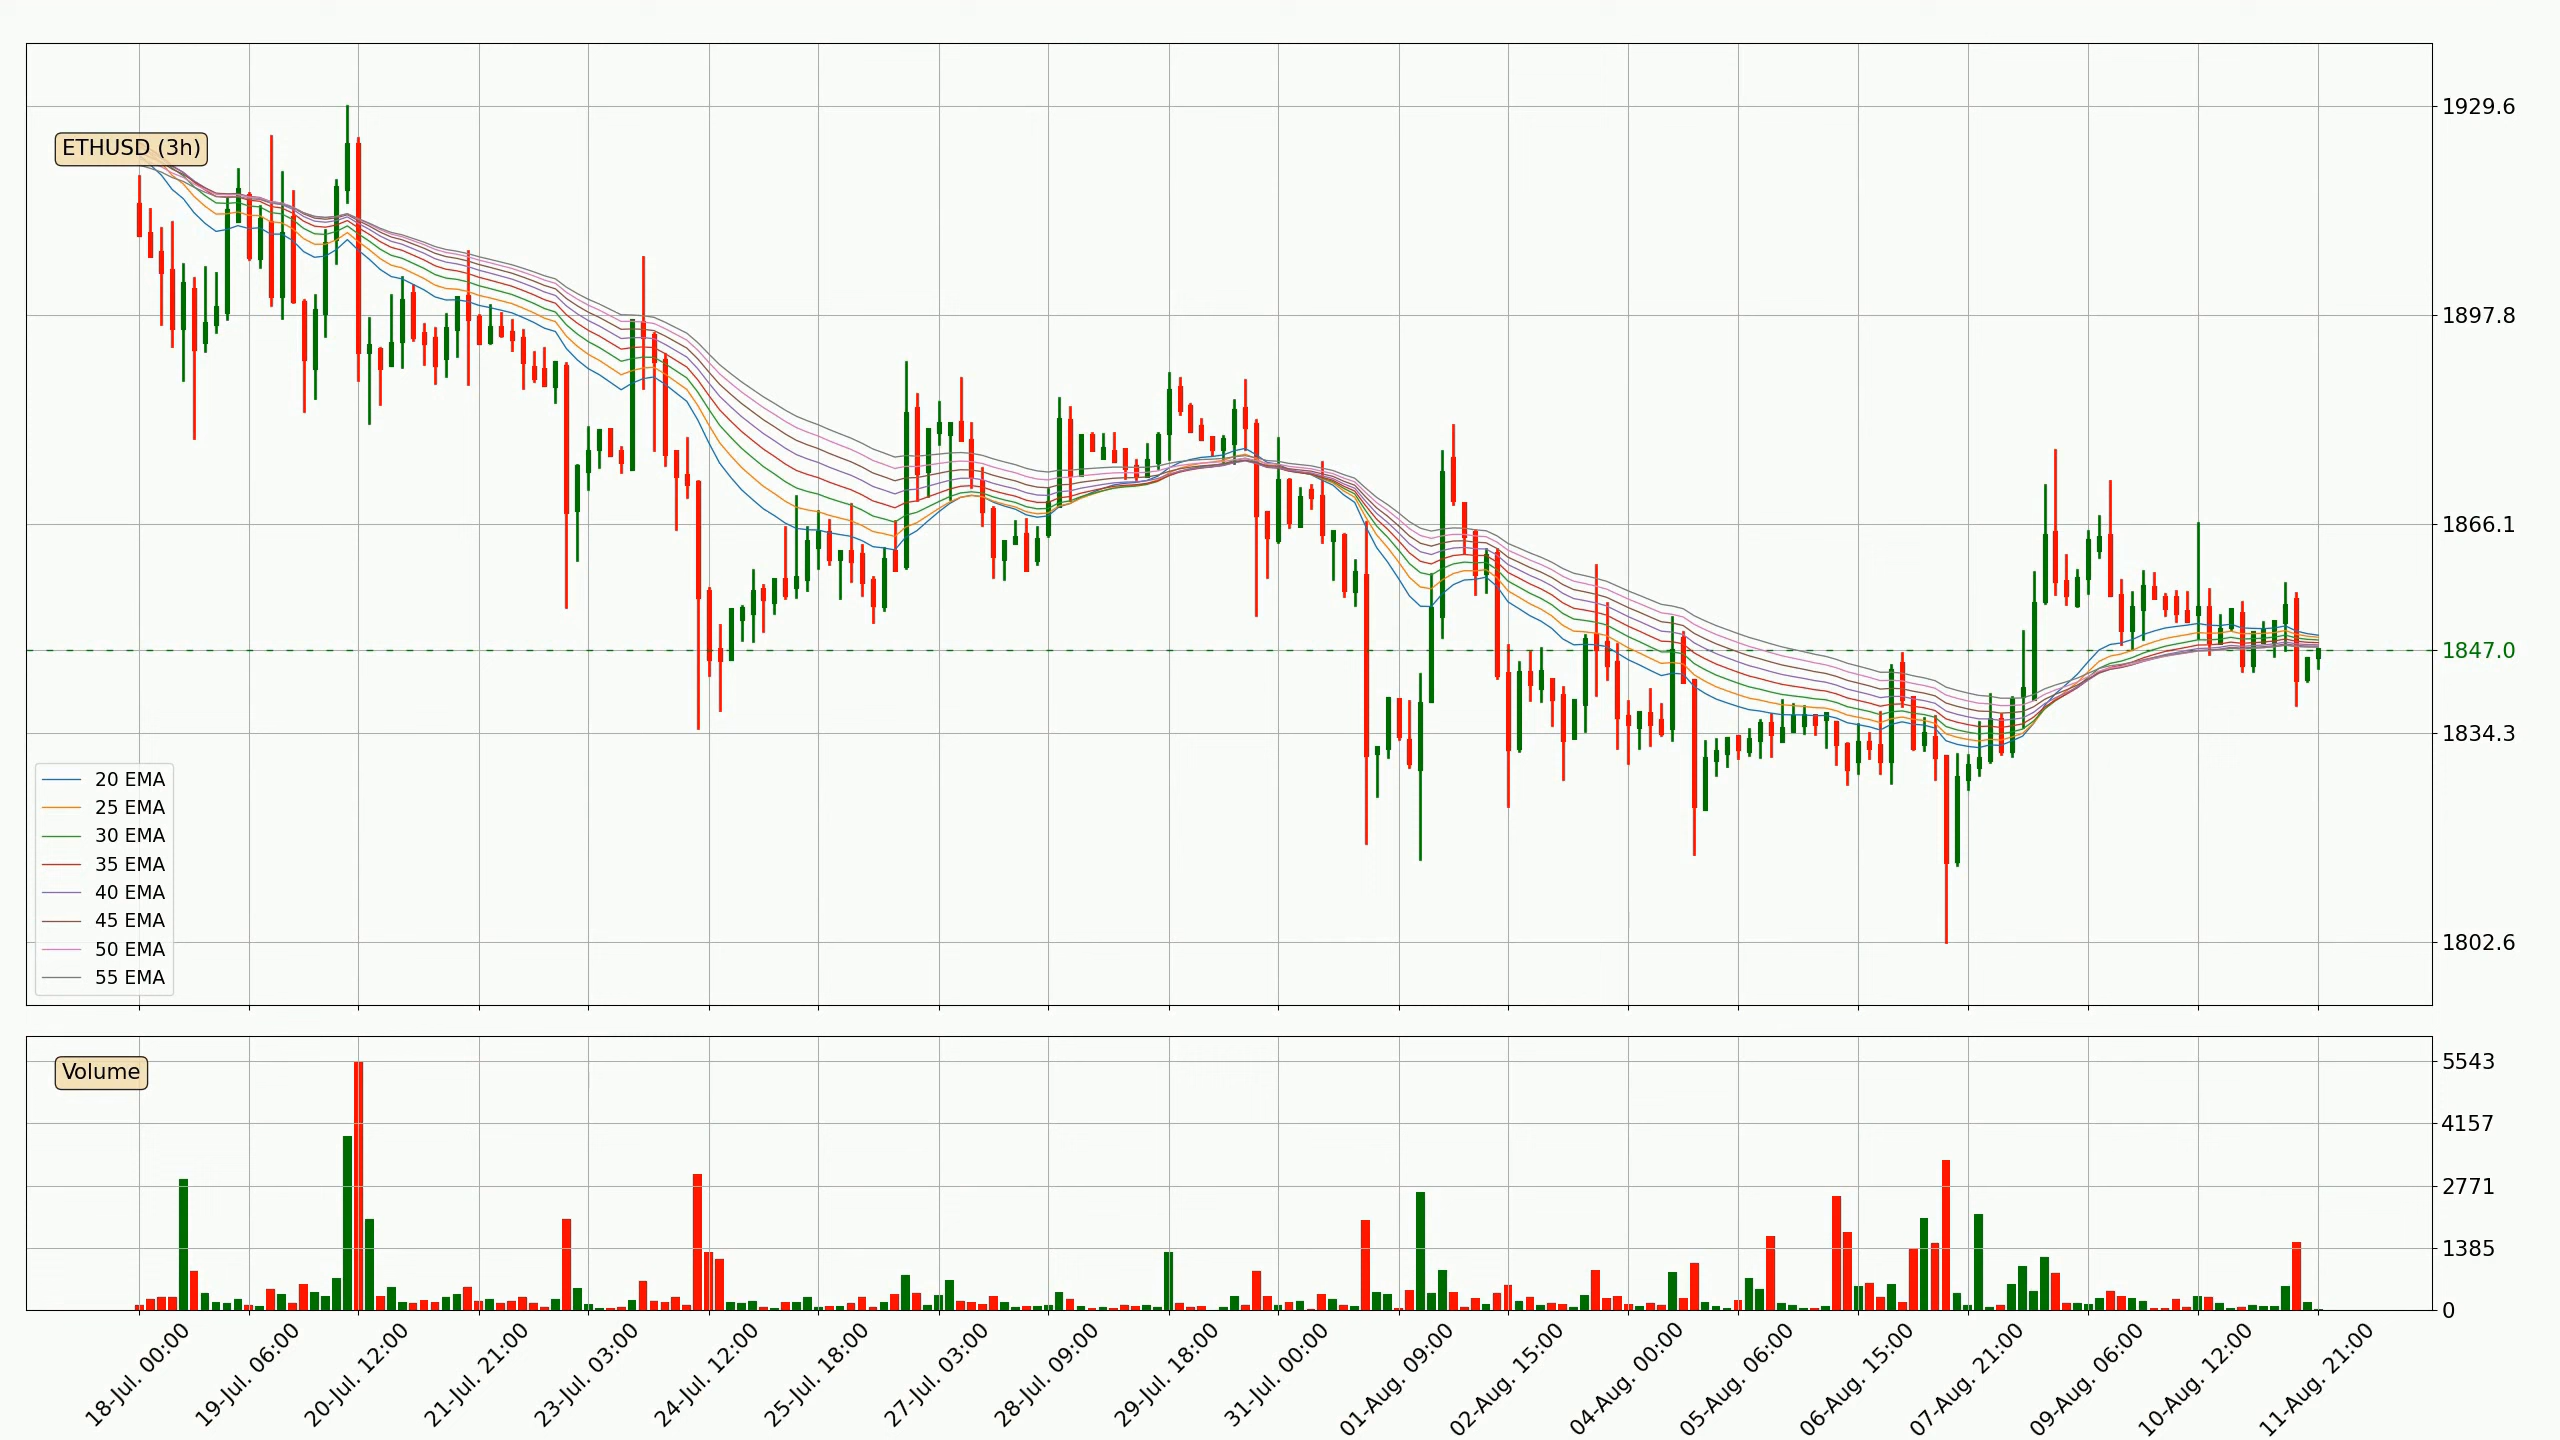 ETHUSD (3h)
1929.6
1897.8
1866.1
1847.0
1834.3
1802.6
20 EMA
25 EMA
30 EMA
35 EMA
40 EMA
45 EMA
50 EMA
55 EMA
Volume
5543
4157
2771
1385
0
18-Jul. 00:00
19-Jul. 06:00
20-Jul. 12:00
21-Jul. 21:00
23-Jul. 03:00
24-Jul. 12:00
25-Jul. 18:00
27-Jul. 03:00
28-Jul. 09:00
29-Jul. 18:00
31-Jul. 00:00
01-Aug. 09:00
02-Aug. 15:00
04-Aug. 00:00
05-Aug. 06:00
06-Aug. 15:00
07-Aug. 21:00
09-Aug. 06:00
10-Aug. 12:00
11-Aug. 21:00